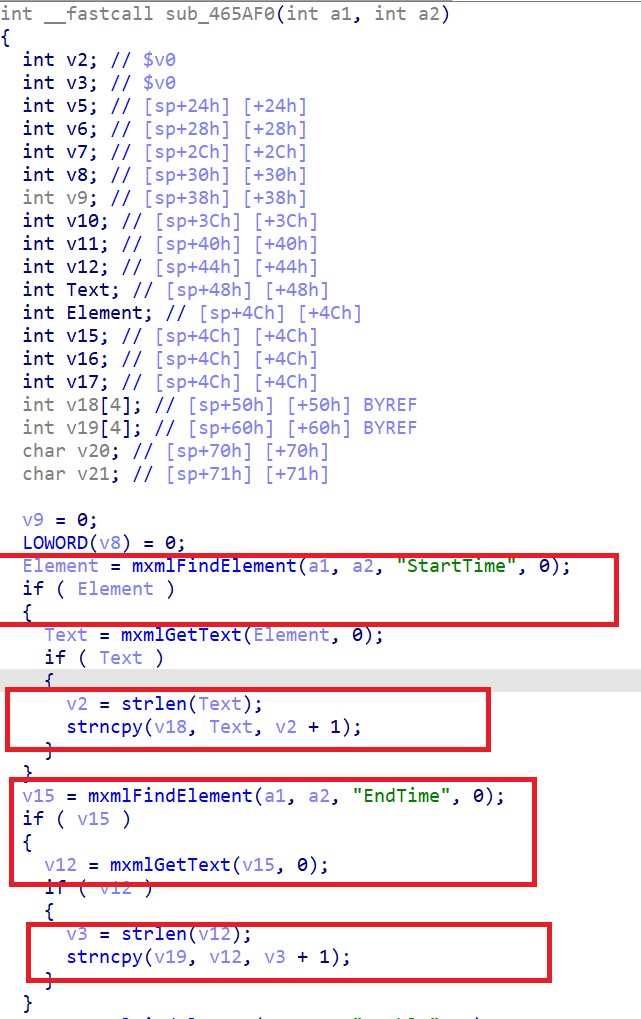 int __fastcall sub_465AF0(int a1, int a2)
{
int v2; // $v0
int v3; // $v0
int v5; // [sp+24h] [+24h]
int v6; // [sp+28h] [+28h]
int v7; // [sp+2Ch] [+2Ch]
int v8; // [sp+30h] [+30h]
int v9; // [sp+38h] [+38h]
int v10; // [sp+3Ch] [+3Ch]
int v11; // [sp+40h] [+40h]
int v12; // [sp+44h] [+44h]
int Text; // [sp+48h] [+48h]
int Element; // [sp+4Ch] [+4Ch]
int v15; // [sp+4Ch] [+4Ch]
int v16; // [sp+4Ch] [+4Ch]
int v17; // [sp+4Ch] [+4Ch]
int v18[4]; // [sp+50h] [+50h] BYREF
int v19[4]; // [sp+60h] [+60h] BYREF
char v20; // [sp+70h] [+70h]
char v21; // [sp+71h] [+71h]
v9 = 0;
LOWORD(v8) = 0;
Element = mxmlFindElement(a1, a2, "StartTime", 0);
if ( Element )
{
Text = mxmlGetText(Element, 0);
if ( Text )
{
v2 = strlen(Text);
strncpy(v18, Text, v2 + 1);
}
}
v15 = mxmlFindElement(a1, a2, "EndTime", 0);
if ( v15 )
{
v12 = mxmlGetText(v15, 0);
if ( v12 )
{
v3 = strlen(v12);
strncpy(v19, v12, v3 + 1);
}
}